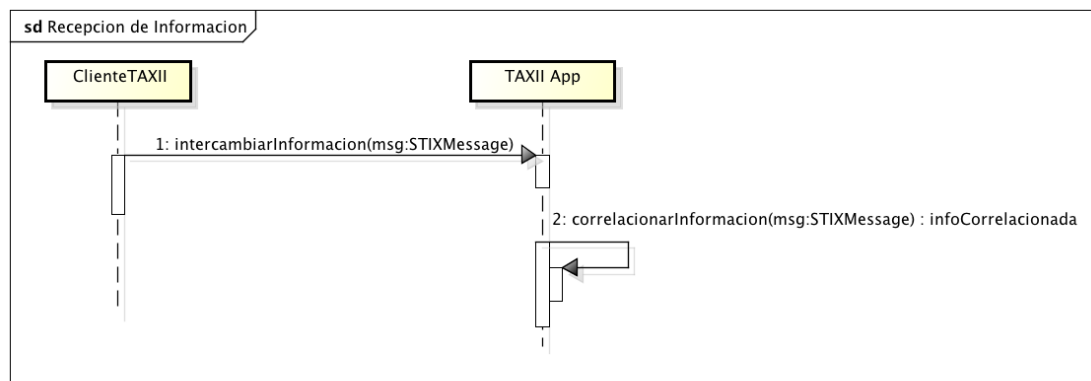 sd Recepcion de Informacion
ClienteTAXII
TAXII App
1: intercambiarInformacion(msg:STIXMessage)
2: correlacionarInformacion(msg:STIXMessage) : infoCorrelacionada